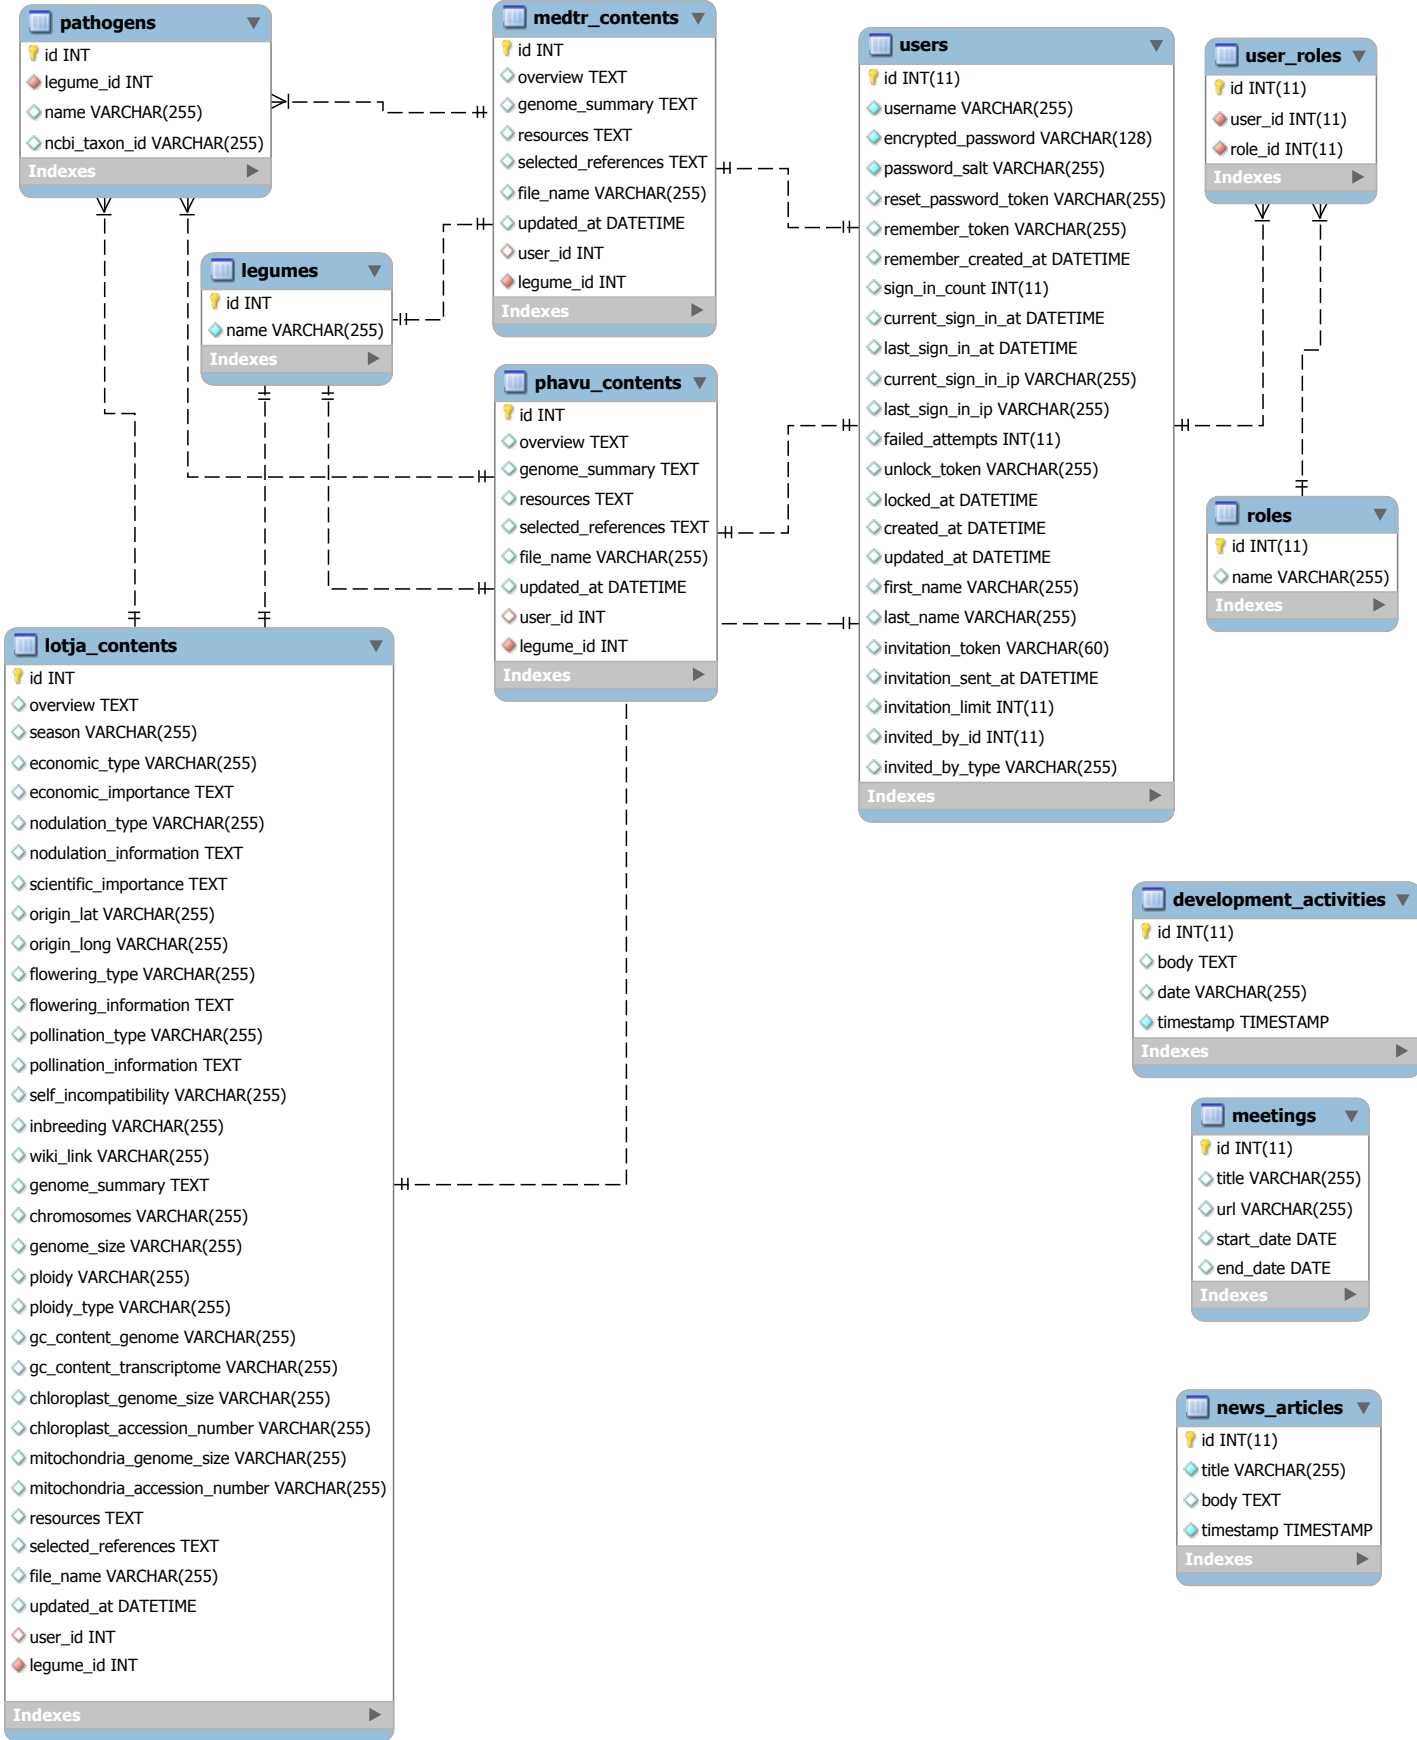 pathogens
id INT
legume_id INT
name VARCHAR(255)
ncbi_taxon_id VARCHAR(255)
Indexes
medtr_contents
id INT
overview TEXT
genome_summary TEXT
resources TEXT
selected_references TEXT
file_name VARCHAR(255)
updated_at DATETIME
user_id INT
legume_id INT
Indexes
users
id INT(11)
username VARCHAR(255)
encrypted_password VARCHAR(128)
password_salt VARCHAR(255)
reset_password_token VARCHAR(255)
remember_token VARCHAR(255)
remember_created_at DATETIME
sign_in_count INT(11)
current_sign_in_at DATETIME
last_sign_in_at DATETIME
current_sign_in_ip VARCHAR(255)
last_sign_in_ip VARCHAR(255)
failed_attempts INT(11)
unlock_token VARCHAR(255)
locked_at DATETIME
created_at DATETIME
updated_at DATETIME
first_name VARCHAR(255)
last_name VARCHAR(255)
invitation_token VARCHAR(60)
invitation_sent_at DATETIME
invitation_limit INT(11)
invited_by_id INT(11)
invited_by_type VARCHAR(255)
Indexes
user_roles
id INT(11)
user_id INT(11)
role_id INT(11)
Indexes
legumes
id INT
name VARCHAR(255)
Indexes
phavu_contents
id INT
overview TEXT
genome_summary TEXT
resources TEXT
selected_references TEXT
file_name VARCHAR(255)
updated_at DATETIME
user_id INT
legume_id INT
Indexes
roles
id INT(11)
name VARCHAR(255)
Indexes
lotja_contents
id INT
overview TEXT
season VARCHAR(255)
economic_type VARCHAR(255)
economic_importance TEXT
nodulation_type VARCHAR(255)
nodulation_information TEXT
scientific_importance TEXT
origin_lat VARCHAR(255)
origin_long VARCHAR(255)
flowering_type VARCHAR(255)
flowering_information TEXT
pollination_type VARCHAR(255)
pollination_information TEXT
self_incompatibility VARCHAR(255)
inbreeding VARCHAR(255)
wiki_link VARCHAR(255)
genome_summary TEXT
chromosomes VARCHAR(255)
genome_size VARCHAR(255)
ploidy VARCHAR(255)
ploidy_type VARCHAR(255)
gc_content_genome VARCHAR(255)
gc_content_transcriptome VARCHAR(255)
chloroplast_genome_size VARCHAR(255)
chloroplast_accession_number VARCHAR(255)
mitochondria_genome_size VARCHAR(255)
mitochondria_accession_number VARCHAR(255)
resources TEXT
selected_references TEXT
file_name VARCHAR(255)
updated_at DATETIME
user_id INT
legume_id INT
Indexes
development_activities
id INT(11)
body TEXT
date VARCHAR(255)
timestamp TIMESTAMP
Indexes
meetings
id INT(11)
title VARCHAR(255)
url VARCHAR(255)
start_date DATE
end_date DATE
Indexes
news_articles
id INT(11)
title VARCHAR(255)
body TEXT
timestamp TIMESTAMP
Indexes